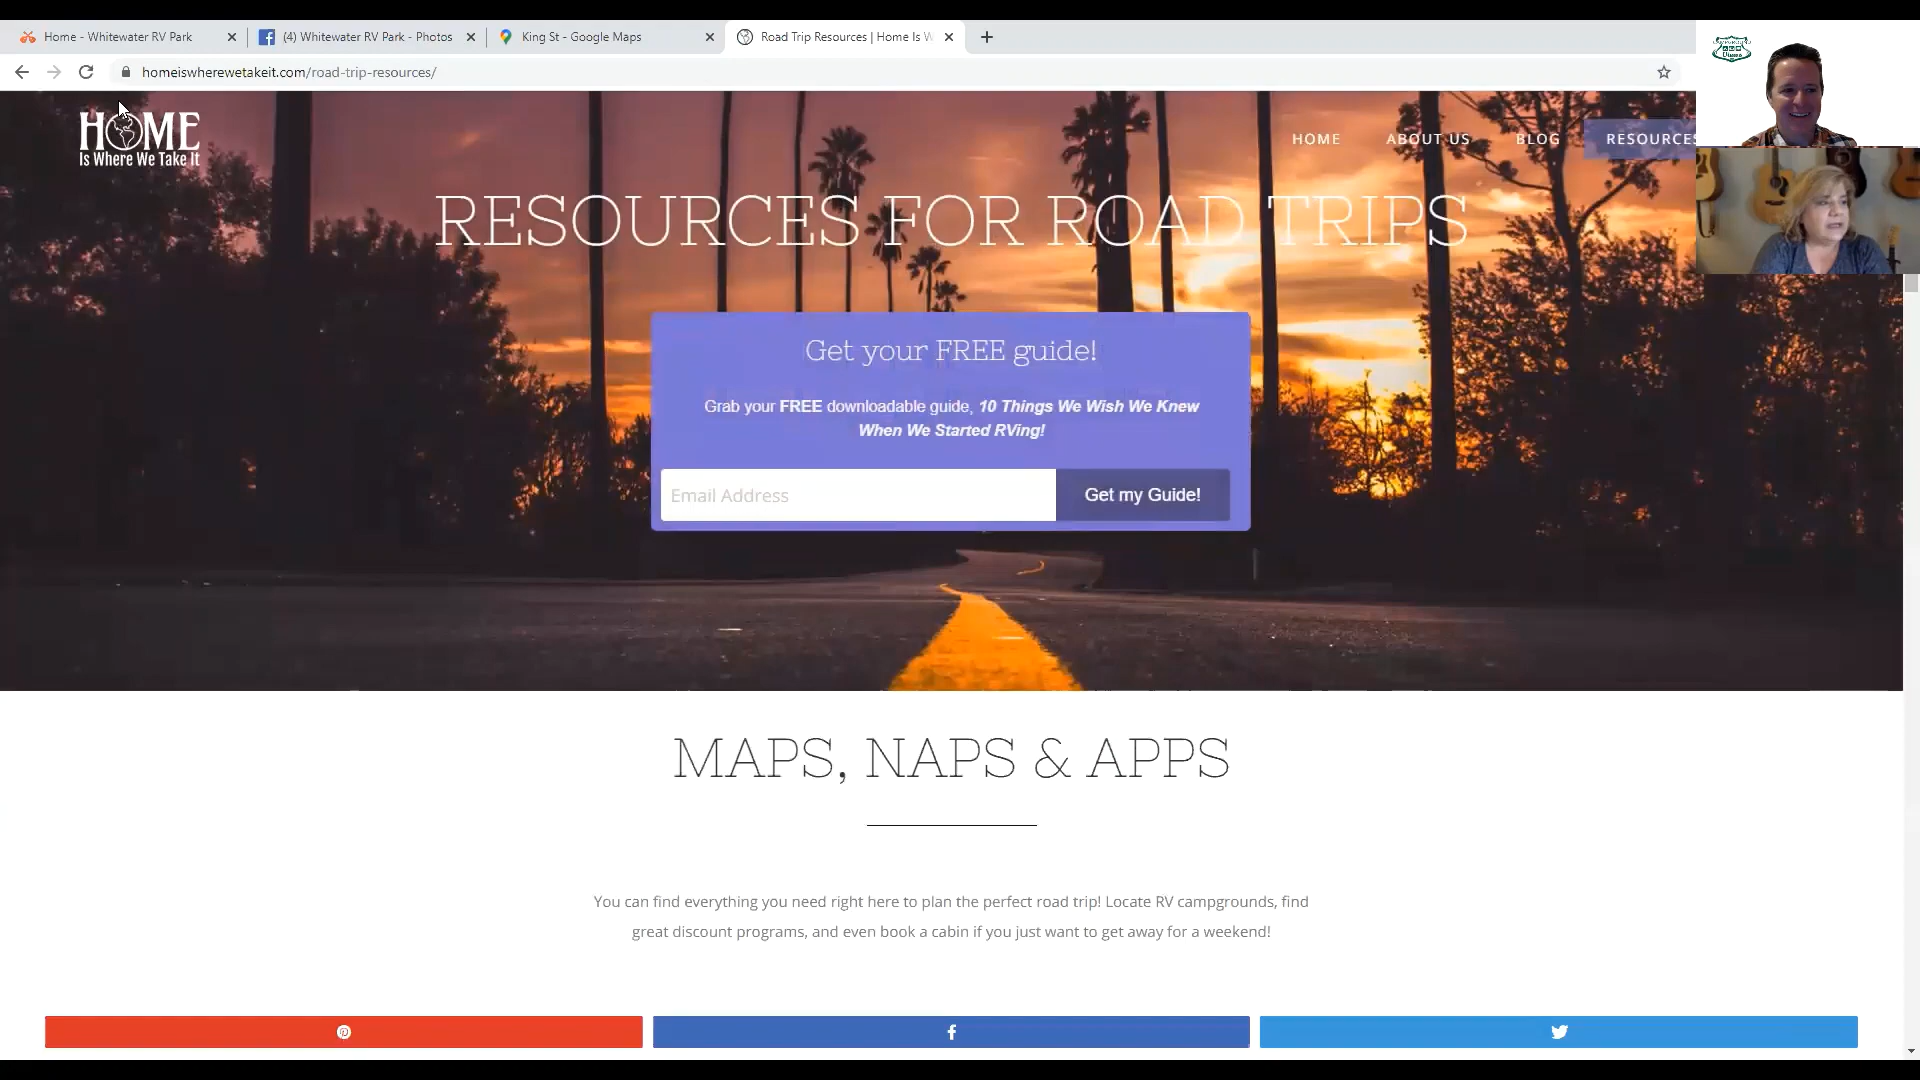 Home - Whitewater RV Park
(4) Whitewater RV Park - Photos
King St - Google Maps
Road Trip Resources | Home Is W
homeiswherewetakeit.com/road-trip-resources/
HOME
Is Where We Take It
HOME
ABOUT US
BLOG
RESOURCES
RESOURCES FOR ROAD TRIPS
Get your FREE guide!
Grab your FREE downloadable guide, 10 Things We Wish We Knew
When We Started RVing!
Email Address
Get my Guide!
MAPS, NAPS & APPS
You can find everything you need right here to plan the perfect road trip! Locate RV campgrounds, find
great discount programs, and even book a cabin if you just want to get away for a weekend!